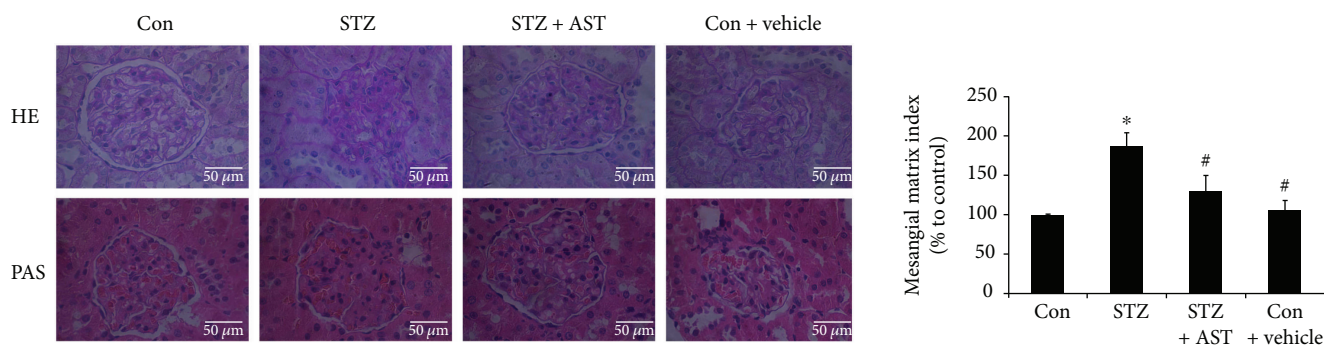 Con
STZ
STZ + AST
Con + vehicle
HE
50 µm
50 µm
50 µm
50 µm
PAS
50 µm
50 µm
50 µm
50 µm
Mesangial matrix index
(% to control)
250
200
150
100
50
0
*
#
#
Con
STZ
STZ
+ AST
Con
+ vehicle